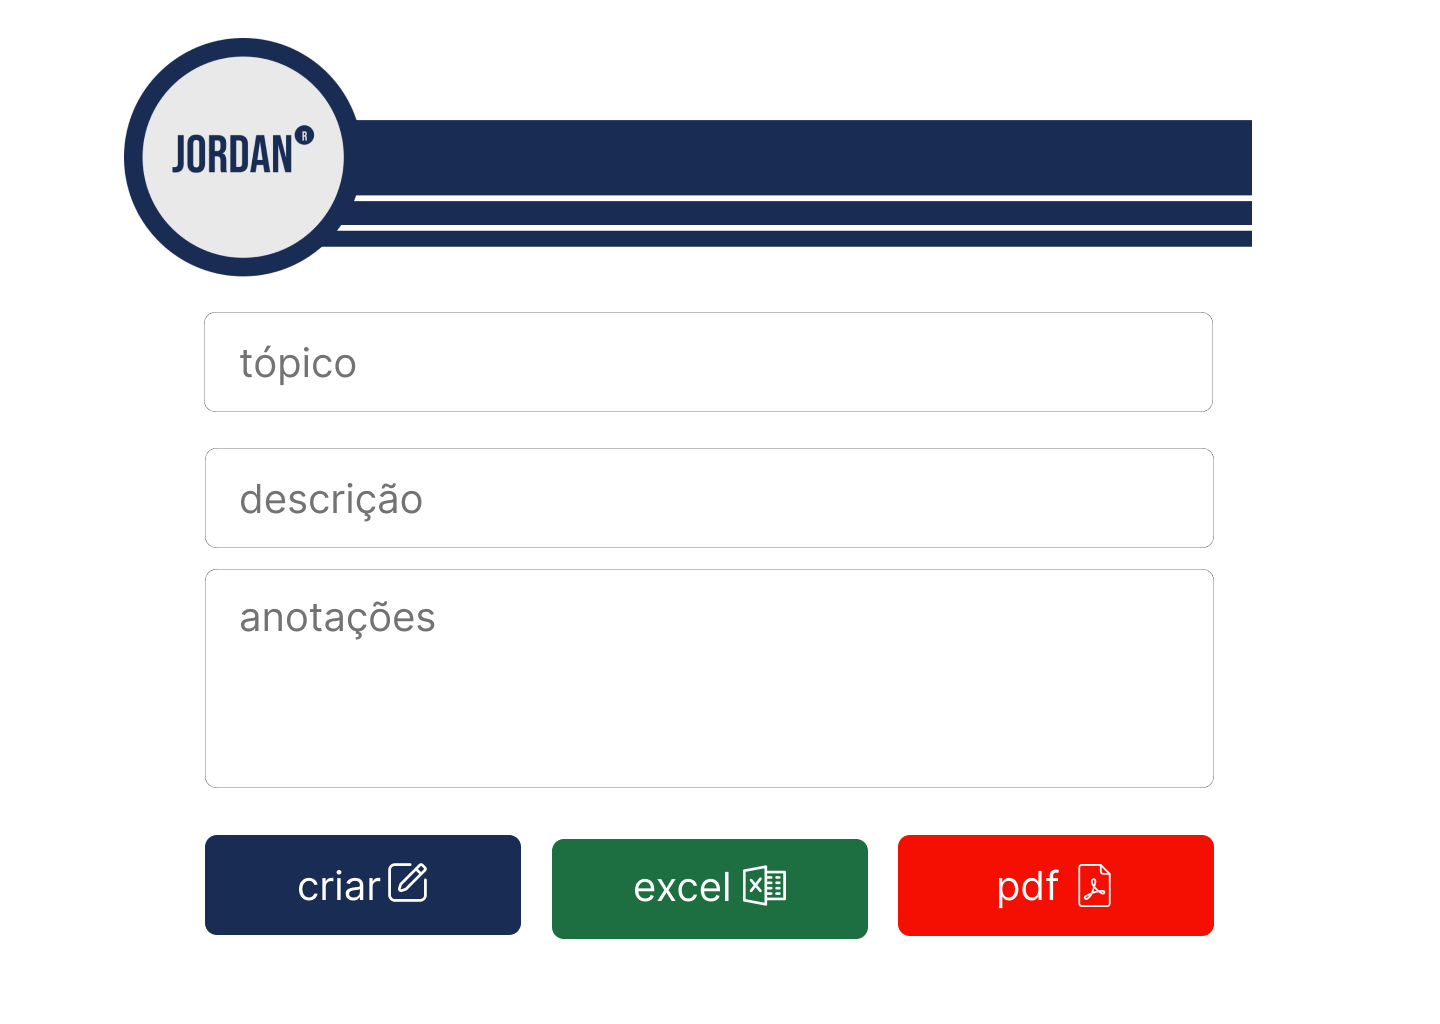 JORDAN®
tópico
descrição
anotações
criar
excel
pdf